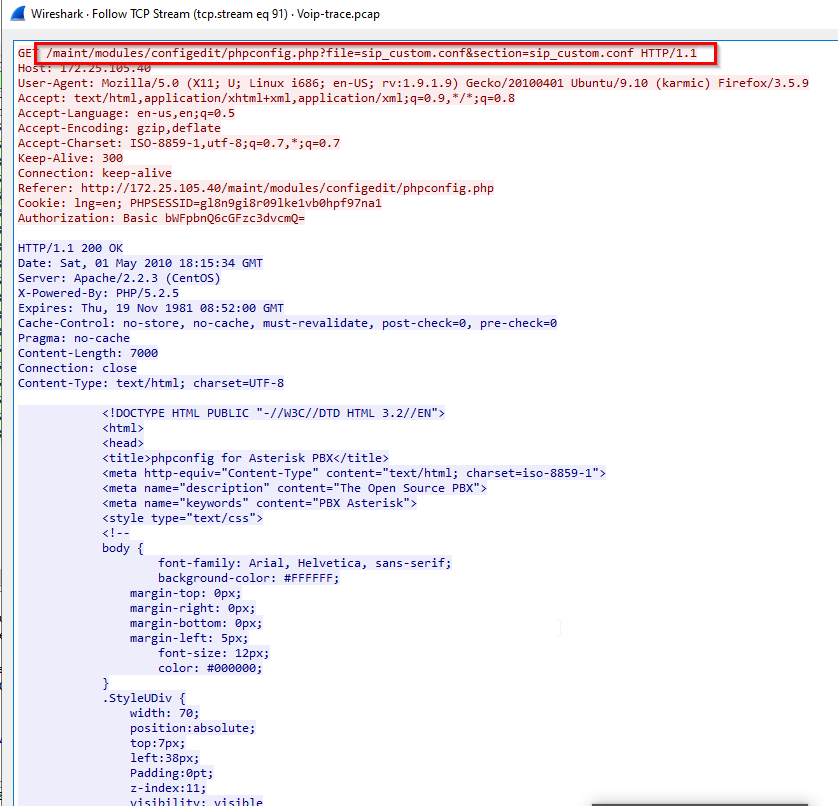 Wireshark · Follow TCP Stream (tcp.stream eq 91) · Voip-trace.pcap
GET /maint/modules/configedit/phpconfig.php?file=sip_custom.conf&section=sip_custom.conf HTTP/1.1
Host: 172.25.105.40
User-Agent: Mozilla/5.0 (X11; U; Linux i686; en-US; rv:1.9.1.9) Gecko/20100401 Ubuntu/9.10 (karmic) Firefox/3.5.9
Accept: text/html,application/xhtml+xml,application/xml;q=0.9,*/*;q=0.8
Accept-Language: en-us,en;q=0.5
Accept-Encoding: gzip,deflate
Accept-Charset: ISO-8859-1,utf-8;q=0.7,*;q=0.7
Keep-Alive: 300
Connection: keep-alive
Referer: http://172.25.105.40/maint/modules/configedit/phpconfig.php
Cookie: lng=en; PHPSESSID=gl8n9gi8r09lke1vb0hpf97na1
Authorization: Basic bWFpbnQ6cGFzc3dvcmQ=
HTTP/1.1 200 OK
Date: Sat, 01 May 2010 18:15:34 GMT
Server: Apache/2.2.3 (CentOS)
X-Powered-By: PHP/5.2.5
Expires: Thu, 19 Nov 1981 08:52:00 GMT
Cache-Control: no-store, no-cache, must-revalidate, post-check=0, pre-check=0
Pragma: no-cache
Content-Length: 7000
Connection: close
Content-Type: text/html; charset=UTF-8
<!DOCTYPE HTML PUBLIC "-//W3C//DTD HTML 3.2//EN">
<html>
<head>
<title>phpconfig for Asterisk PBX</title>
<meta http-equiv="Content-Type" content="text/html; charset=iso-8859-1">
<meta name="description" content="The Open Source PBX">
<meta name="keywords" content="PBX Asterisk">
<style type="text/css">
<!--
body {
font-family: Arial, Helvetica, sans-serif;
background-color: #FFFFFF;
margin-top: 0px;
margin-right: 0px;
margin-bottom: 0px;
margin-left: 5px;
font-size: 12px;
color: #000000;
}
.StyleUDiv {
width: 70;
position:absolute;
top:7px;
left:38px;
Padding:0pt;
z-index:11;
visibility: visible